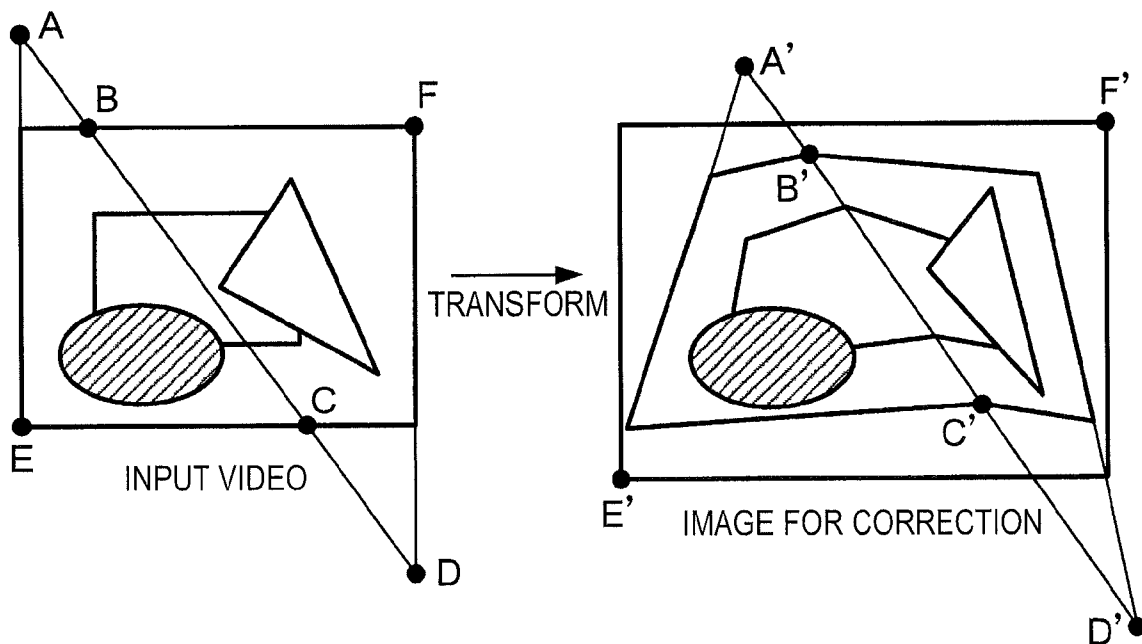 A
B
F
E
C
D
INPUT VIDEO
TRANSFORM
A’
F’
B’
C’
E’
D’
IMAGE FOR CORRECTION